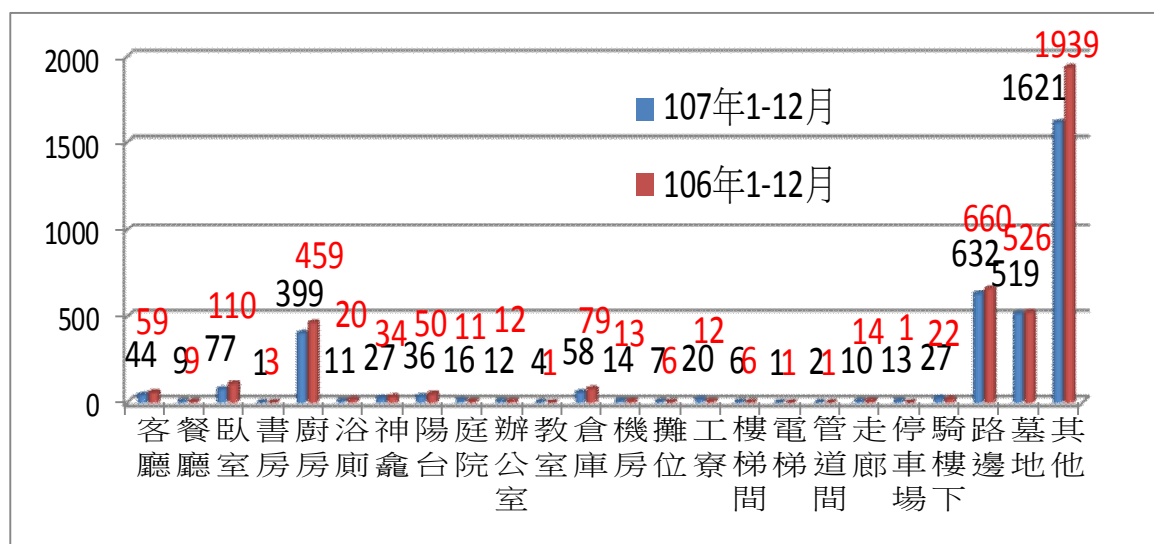 2000
1500
1000
500
0
107年1-12月
106年1-12月
59 110 459 20 34 50 11 12 79 13 12 14 1 22 660 526 1939
44 9 9 77 1 3 399 11 27 36 16 12 4 1 58 14 7 6 20 6 6 1 1 2 1 10 13 27 632 519 1621
客廳
餐廳
臥室
書房
廚房
浴廁
神龕
陽台
庭院
辦公室
教室
倉庫
機房
攤位
工寮
樓梯間
電梯
管道間
走廊
停車場
騎樓下
路邊
墓地
其他